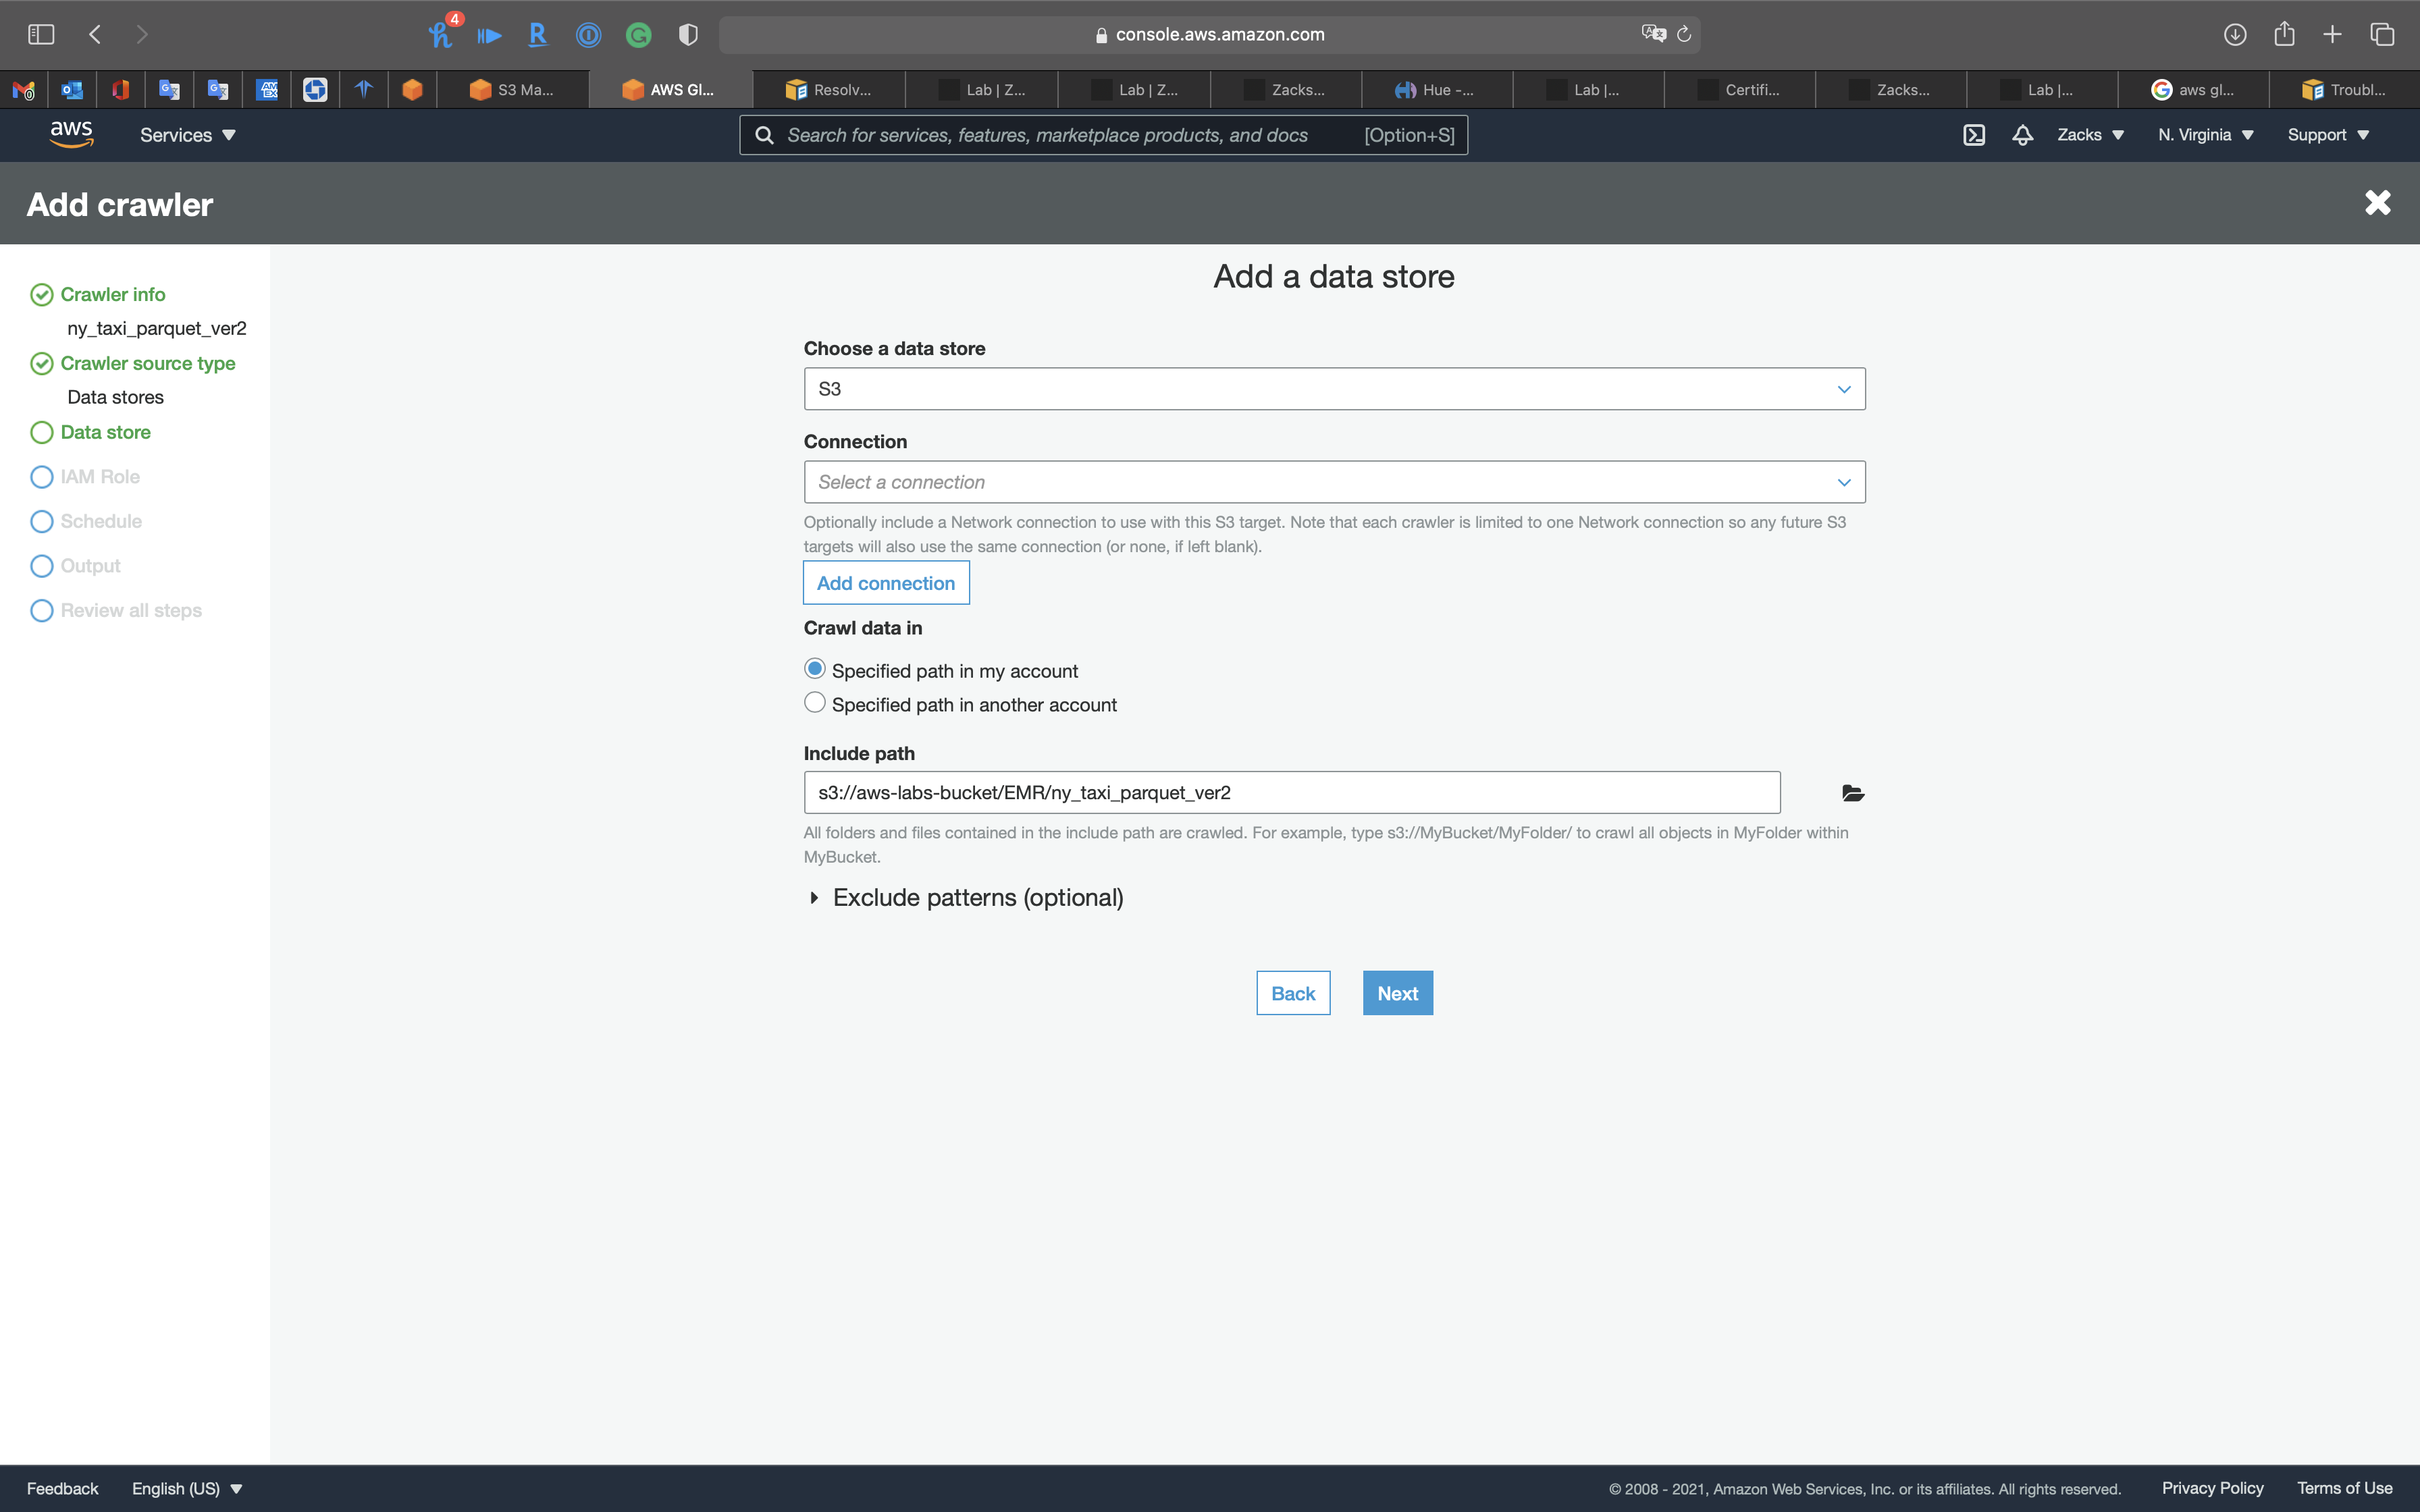 4
console.aws.amazon.com
S3 Ma...
AWS Gl...
Resolv...
Lab | Z...
Lab | Z...
Zacks...
Hue -...
Lab |...
Certifi...
Zacks...
Lab |...
aws gl...
Troubl...
aws
Services
Search for services, features, marketplace products, and docs [Option+S]
Zacks
N. Virginia
Support
Add crawler
Crawler info
ny_taxi_parquet_ver2
Crawler source type
Data stores
Data store
IAM Role
Schedule
Output
Review all steps
Add a data store
Choose a data store
S3
Connection
Select a connection
Optionally include a Network connection to use with this S3 target. Note that each crawler is limited to one Network connection so any future S3
targets will also use the same connection (or none, if left blank).
Add connection
Crawl data in
Specified path in my account
Specified path in another account
Include path
s3://aws-labs-bucket/EMR/ny_taxi_parquet_ver2
All folders and files contained in the include path are crawled. For example, type s3://MyBucket/MyFolder/ to crawl all objects in MyFolder within
MyBucket.
Exclude patterns (optional)
Back
Next
Feedback
English (US)
© 2008 - 2021, Amazon Web Services, Inc. or its affiliates. All rights reserved.
Privacy Policy
Terms of Use